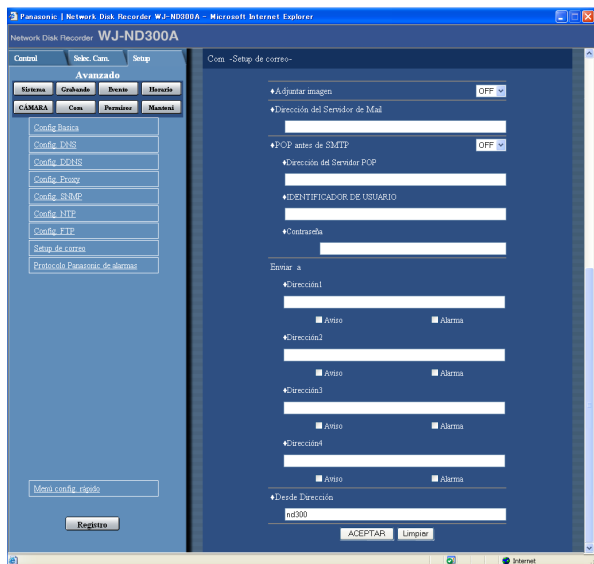 Panasonic | Network Disk Recorder WJ-ND300A - Microsoft Internet Explorer
Network Disk Recorder WJ-ND300A
Control Selec. Cam. Setup
Avanzado
Sistema Grabando Evento Horario
CÁMARA Com Permisos Manteni
Config Basica
Config. DNS
Config. DDNS
Config. Proxy
Config. SNMP
Config. NTP
Config. FTP
Setup de correo
Protocolo Panasonic de alarmas
Menú config. rápido
Registro
Com -Setup de correo-
♦Adjuntar imagen OFF
♦Dirección del Servidor de Mail
♦POP antes de SMTP OFF
♦Dirección del Servidor POP
♦IDENTIFICADOR DE USUARIO
♦Contraseña
Enviar a
♦Dirección1
Aviso Alarma
♦Dirección2
Aviso Alarma
♦Dirección3
Aviso Alarma
♦Dirección4
Aviso Alarma
♦Desde Dirección
nd300
ACEPTAR Limpiar
Internet